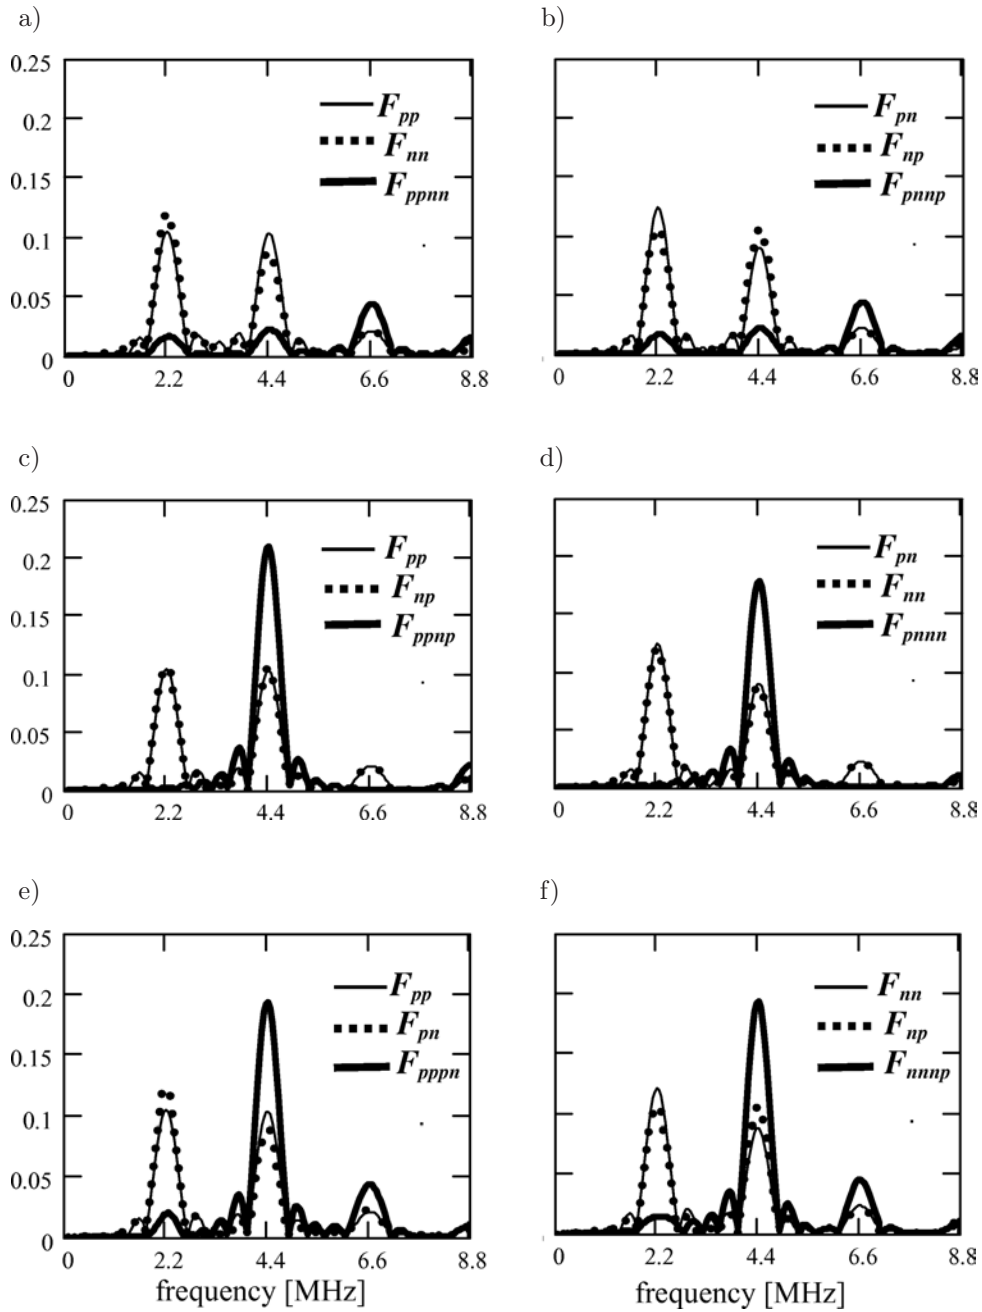 a)
0.25
0.2
0.15
0.1
0.05
0
F_pp
F_nn
F_ppnn
0 2.2 4.4 6.6 8.8
b)
F_pn
F_np
F_pnnp
0 2.2 4.4 6.6 8.8
c)
0.25
0.2
0.15
0.1
0.05
0
F_pp
F_np
F_ppnp
0 2.2 4.4 6.6 8.8
d)
F_pn
F_nn
F_pnnn
0 2.2 4.4 6.6 8.8
e)
0.25
0.2
0.15
0.1
0.05
0
F_pp
F_pn
F_pppn
0 2.2 4.4 6.6 8.8
frequency [MHz]
f)
F_nn
F_np
F_nnnp
0 2.2 4.4 6.6 8.8
frequency [MHz]